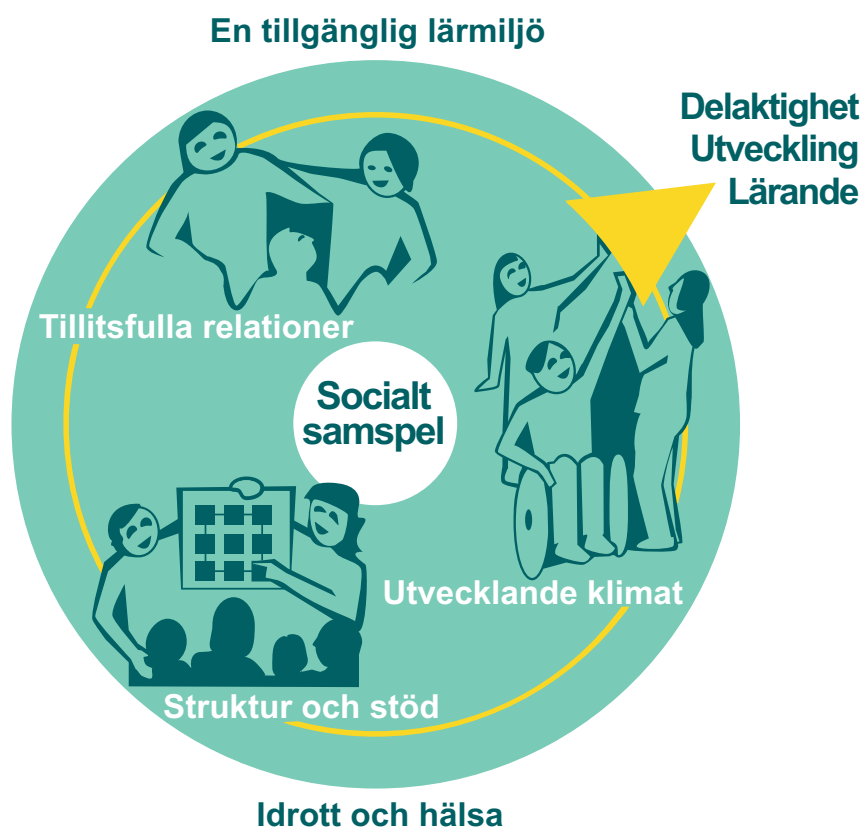 En tillgänglig lärmiljö
Delaktighet
Utveckling
Lärande
Tillitsfulla relationer
Socialt
samspel
Utvecklande klimat
Struktur och stöd
Idrott och hälsa